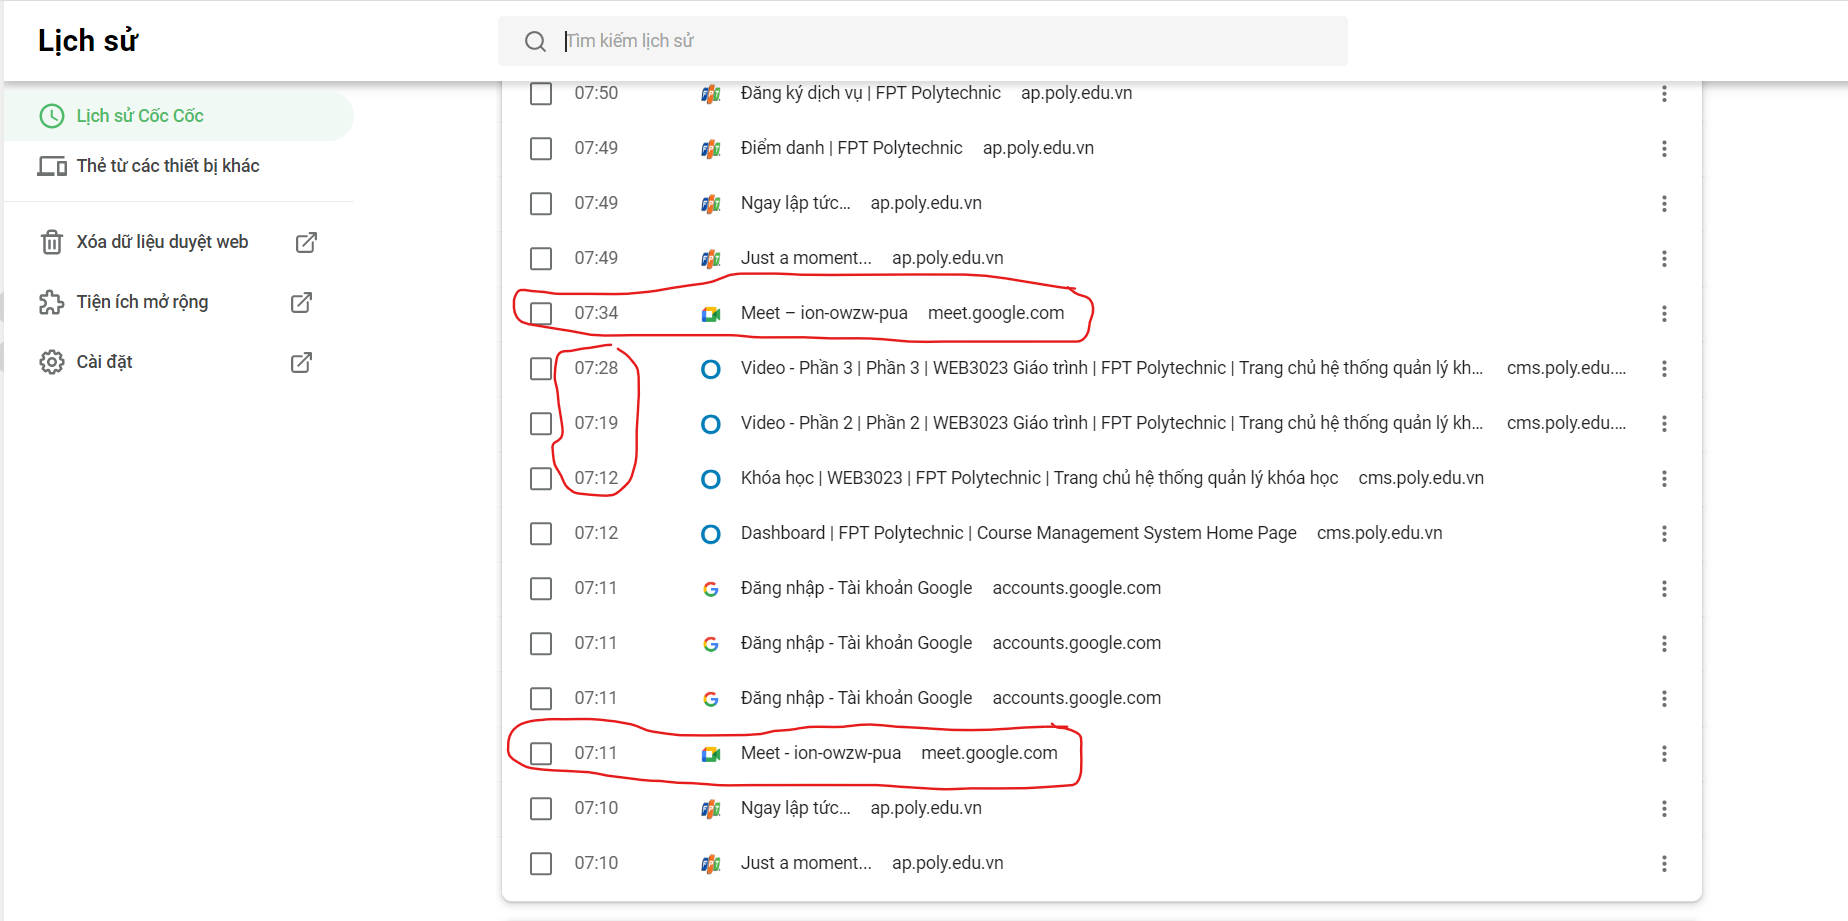 Lịch sử
Tìm kiếm lịch sử
Lịch sử Cốc Cốc
Thẻ từ các thiết bị khác
Xóa dữ liệu duyệt web
Tiện ích mở rộng
Cài đặt
07:50 Đăng ký dịch vụ | FPT Polytechnic ap.poly.edu.vn
07:49 Điểm danh | FPT Polytechnic ap.poly.edu.vn
07:49 Ngay lập tức... ap.poly.edu.vn
07:49 Just a moment... ap.poly.edu.vn
07:34 Meet – ion-owzw-pua meet.google.com
07:28 Video - Phần 3 | Phần 3 | WEB3023 Giáo trình | FPT Polytechnic | Trang chủ hệ thống quản lý kh... cms.poly.edu....
07:19 Video - Phần 2 | Phần 2 | WEB3023 Giáo trình | FPT Polytechnic | Trang chủ hệ thống quản lý kh... cms.poly.edu....
07:12 Khóa học | WEB3023 | FPT Polytechnic | Trang chủ hệ thống quản lý khóa học cms.poly.edu.vn
07:12 Dashboard | FPT Polytechnic | Course Management System Home Page cms.poly.edu.vn
07:11 Đăng nhập - Tài khoản Google accounts.google.com
07:11 Đăng nhập - Tài khoản Google accounts.google.com
07:11 Đăng nhập - Tài khoản Google accounts.google.com
07:11 Meet - ion-owzw-pua meet.google.com
07:10 Ngay lập tức... ap.poly.edu.vn
07:10 Just a moment... ap.poly.edu.vn